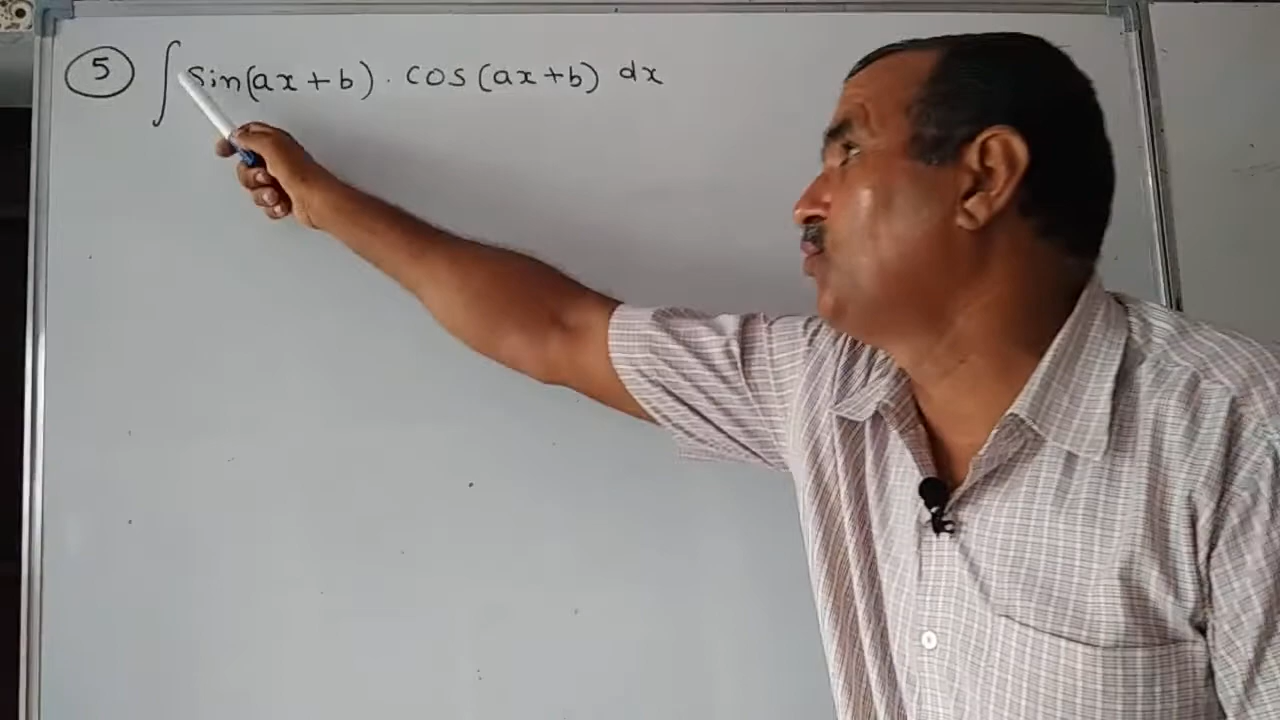 5 ∫ sin(ax+b) · cos(ax+b) dx